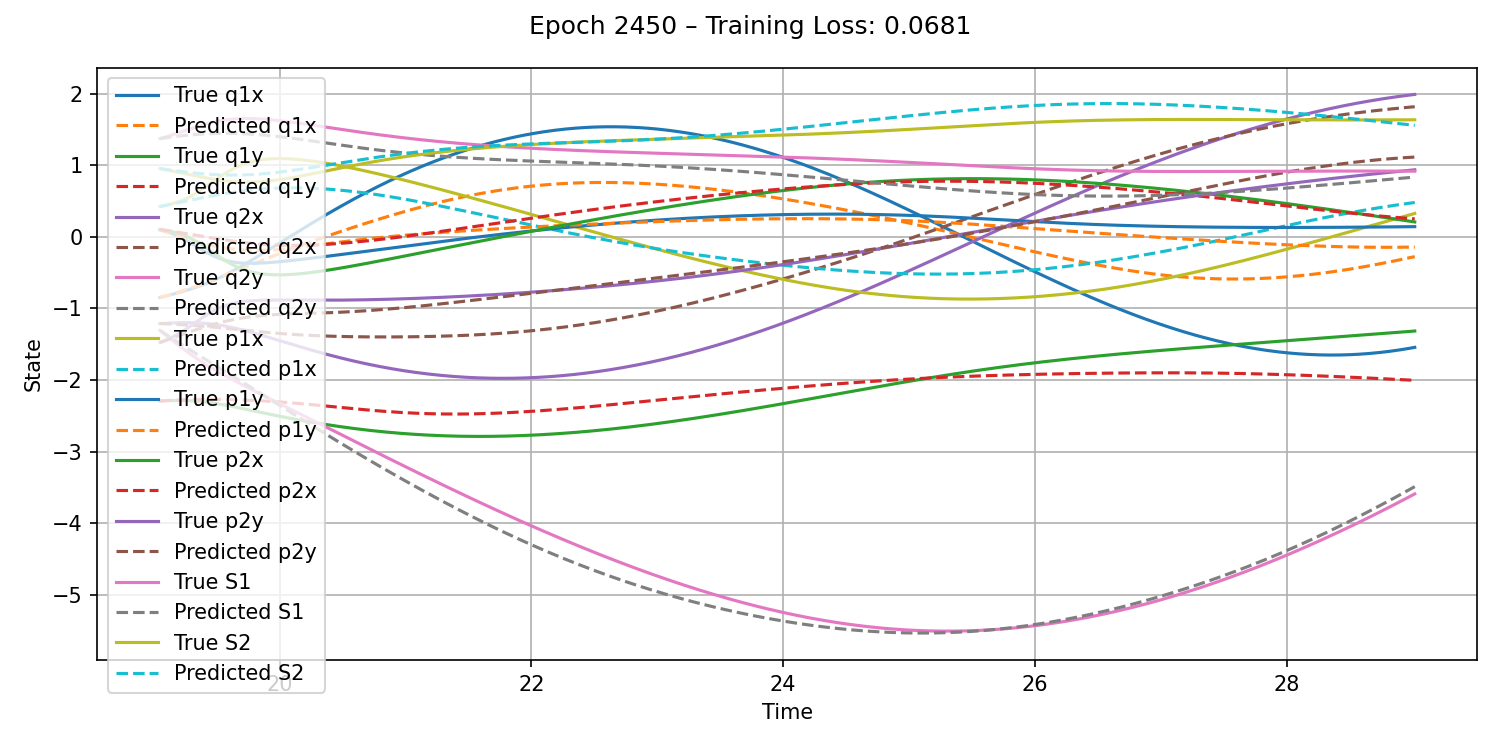 Epoch 2450 – Training Loss: 0.0681
2
1
0
−1
−2
−3
−4
−5
State
True q1x
Predicted q1x
True q1y
Predicted q1y
True q2x
Predicted q2x
True q2y
Predicted q2y
True p1x
Predicted p1x
True p1y
Predicted p1y
True p2x
Predicted p2x
True p2y
Predicted p2y
True S1
Predicted S1
True S2
Predicted S2
20 22 24 26 28
Time